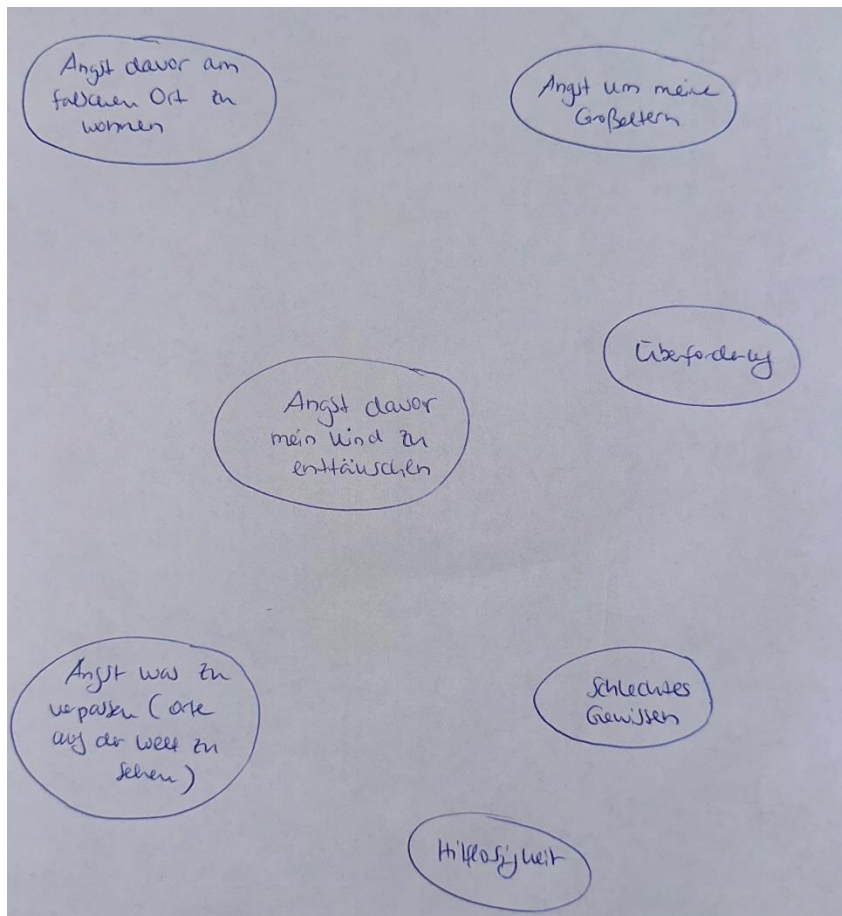 Angst davor am
falschen Ort zu
wohnen
Angst um meine
Großeltern
Überforderung
Angst davor
mein Kind zu
enttäuschen
Angst was zu
verpassen (Orte
auf der Welt zu
sehen)
Schlechtes
Gewissen
Hilflosigkeit